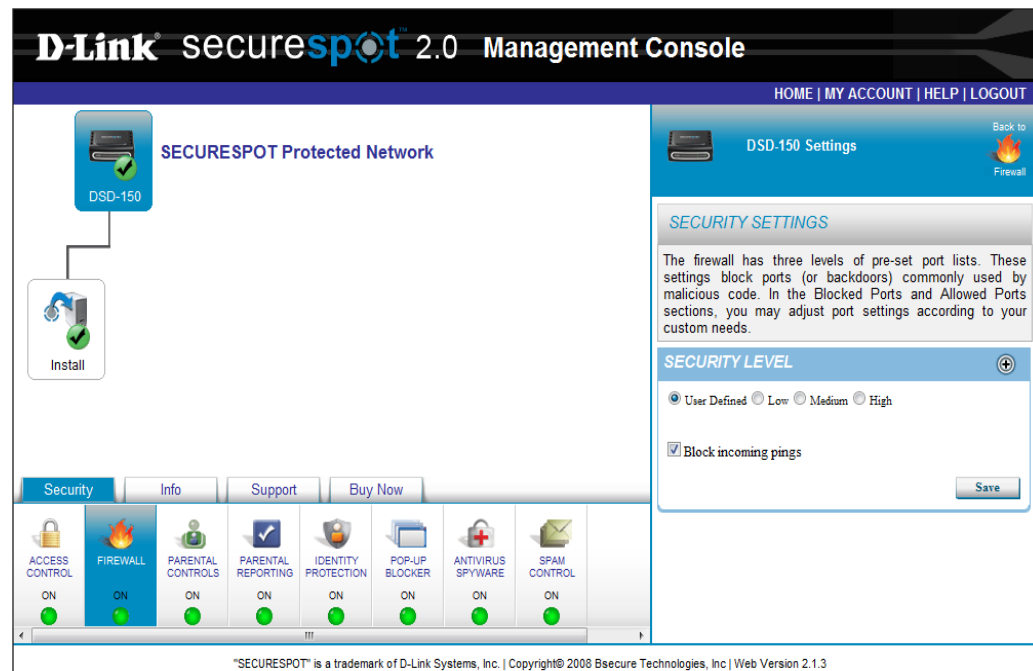 D-Link® securespot™ 2.0 Management Console
HOME | MY ACCOUNT | HELP | LOGOUT
DSD-150
SECURESPOT Protected Network
Install
DSD-150 Settings
Back to
Firewall
SECURITY SETTINGS
The firewall has three levels of pre-set port lists. These
settings block ports (or backdoors) commonly used by
malicious code. In the Blocked Ports and Allowed Ports
sections, you may adjust port settings according to your
custom needs.
SECURITY LEVEL
User Defined Low Medium High
Block incoming pings
Save
Security Info Support Buy Now
ACCESS CONTROL
ON
FIREWALL
ON
PARENTAL CONTROLS
ON
PARENTAL REPORTING
ON
IDENTITY PROTECTION
ON
POP-UP BLOCKER
ON
ANTIVIRUS SPYWARE
ON
SPAM CONTROL
ON
"SECURESPOT" is a trademark of D-Link Systems, Inc. | Copyright© 2008 Bsecure Technologies, Inc | Web Version 2.1.3